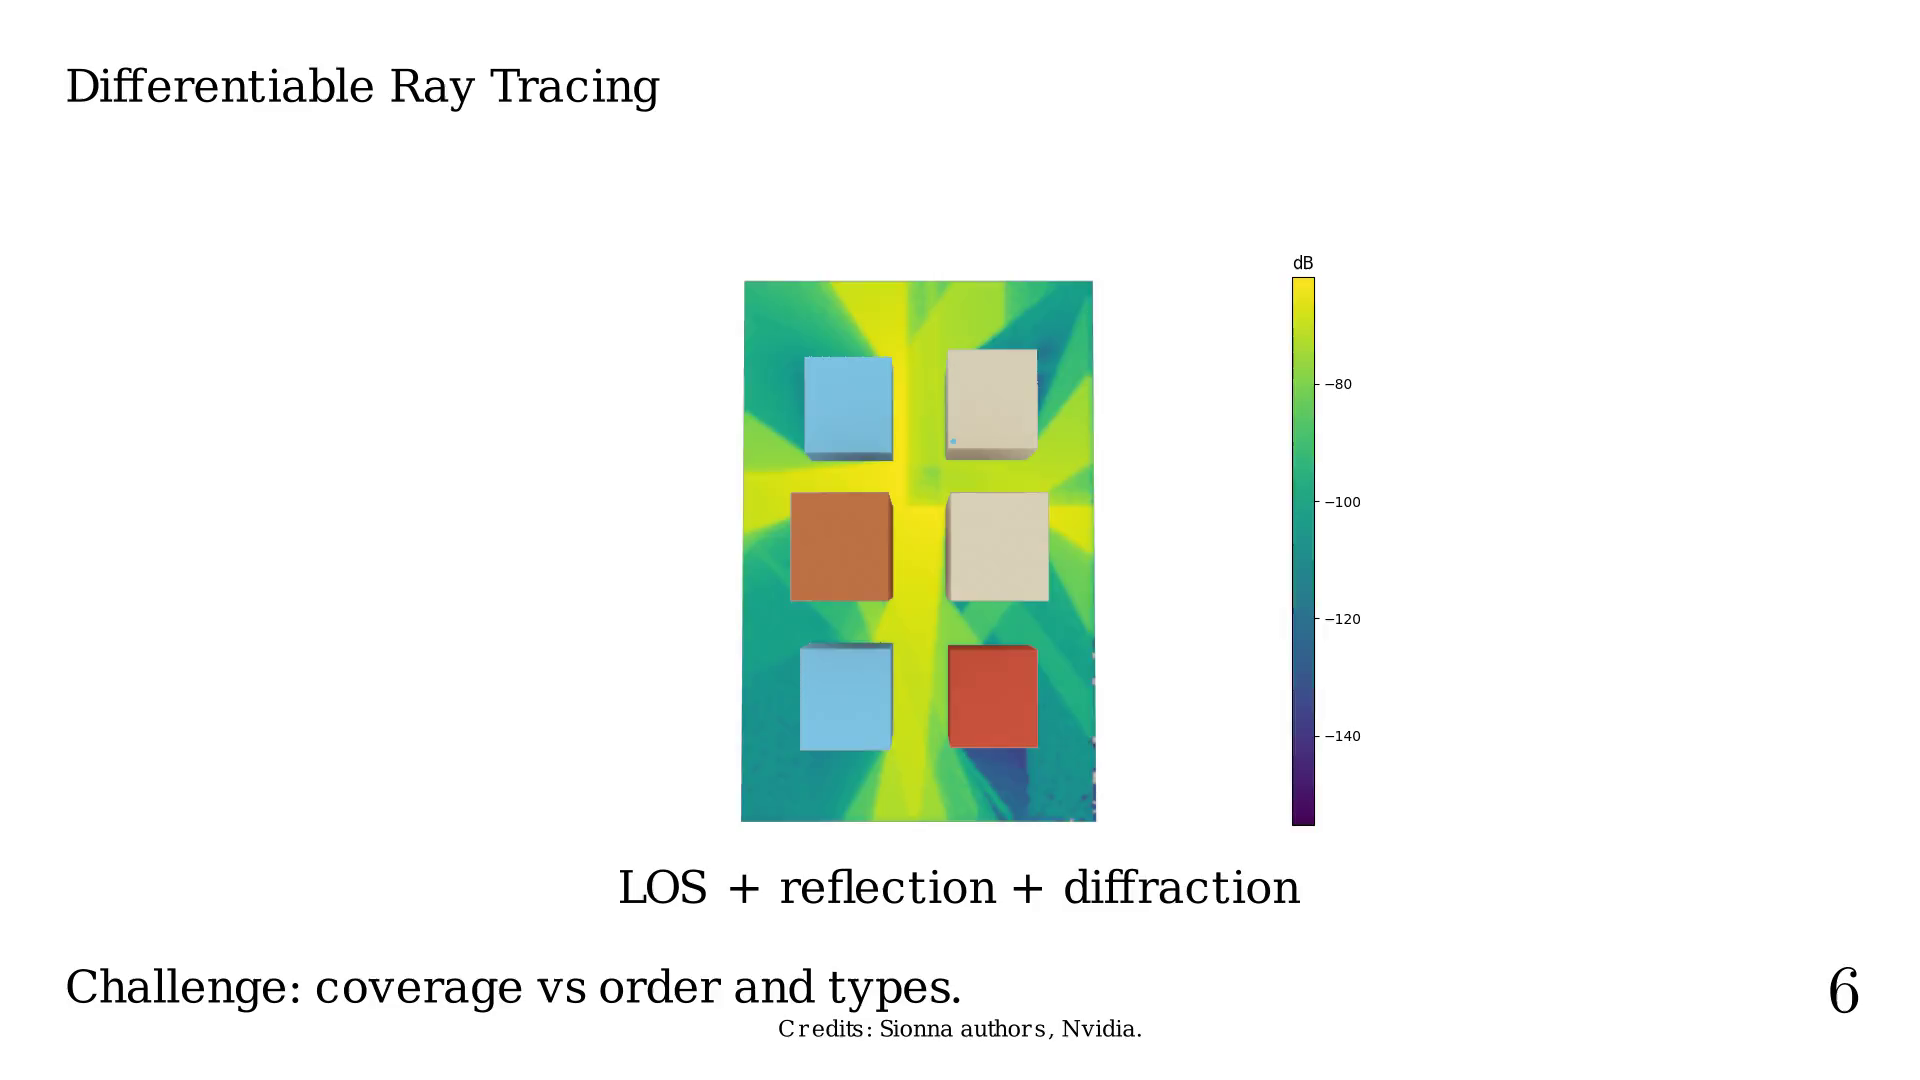 Differentiable Ray Tracing
dB
−80
−100
−120
−140
LOS + reflection + diffraction
Challenge: coverage vs order and types.
6
Credits: Sionna authors, Nvidia.